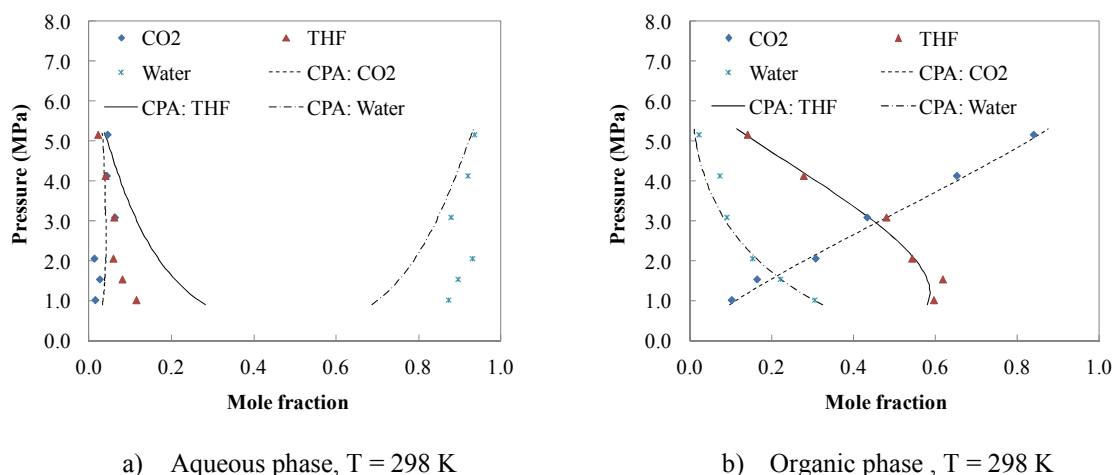 8.0
7.0
6.0
5.0
4.0
3.0
2.0
1.0
0.0
Pressure (MPa)
CO2 THF
Water CPA: CO2
CPA: THF CPA: Water
0.0 0.2 0.4 0.6 0.8 1.0
Mole fraction
a) Aqueous phase, T = 298 K
8.0
7.0
6.0
5.0
4.0
3.0
2.0
1.0
0.0
Pressure (MPa)
CO2 THF
Water CPA: CO2
CPA: THF CPA: Water
0.0 0.2 0.4 0.6 0.8 1.0
Mole fraction
b) Organic phase , T = 298 K